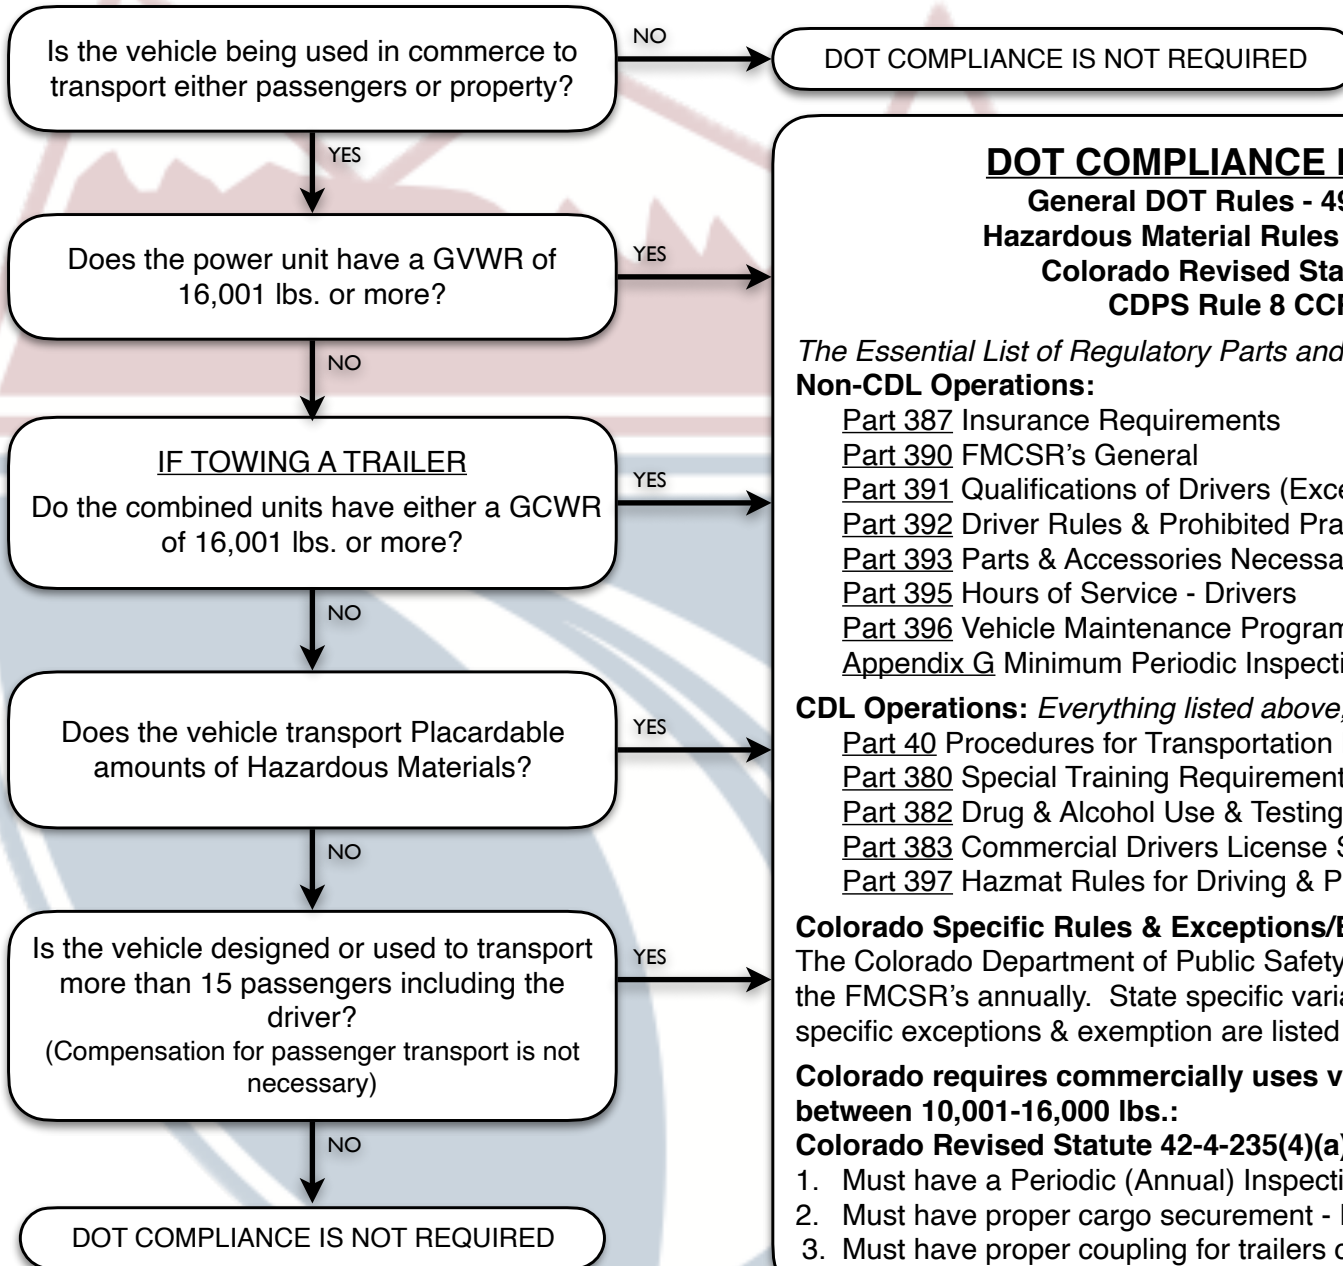 Is the vehicle being used in commerce to
transport either passengers or property?
NO
DOT COMPLIANCE IS NOT REQUIRED
YES
Does the power unit have a GVWR of
16,001 lbs. or more?
YES
NO
IF TOWING A TRAILER
Do the combined units have either a GCWR
of 16,001 lbs. or more?
YES
NO
Does the vehicle transport Placardable
amounts of Hazardous Materials?
YES
NO
Is the vehicle designed or used to transport
more than 15 passengers including the
driver?
(Compensation for passenger transport is not
necessary)
YES
NO
DOT COMPLIANCE IS NOT REQUIRED
DOT COMPLIANCE
General DOT Rules - 49
Hazardous Material Rules
Colorado Revised
CDPS Rule 8
The Essential List of Regulatory Parts and
Non-CDL Operations:
Part 387 Insurance Requirements
Part 390 FMCSR's General
Part 391 Qualifications of Drivers
Part 392 Driver Rules & Prohibited
Part 393 Parts & Accessories
Part 395 Hours of Service - Drivers
Part 396 Vehicle Maintenance
Appendix G Minimum Periodic
CDL Operations: Everything listed above,
Part 40 Procedures for Transportation
Part 380 Special Training
Part 382 Drug & Alcohol Use & Testing
Part 383 Commercial Drivers License
Part 397 Hazmat Rules for Driving &
Colorado Specific Rules & Exceptions/
The Colorado Department of Public Safety
the FMCSR's annually. State specific
specific exceptions & exemption are listed
Colorado requires commercially uses
between 10,001-16,000 lbs.:
Colorado Revised Statute 42-4-235(4)(a)
1. Must have a Periodic (Annual)
2. Must have proper cargo securement -
3. Must have proper coupling for trailers